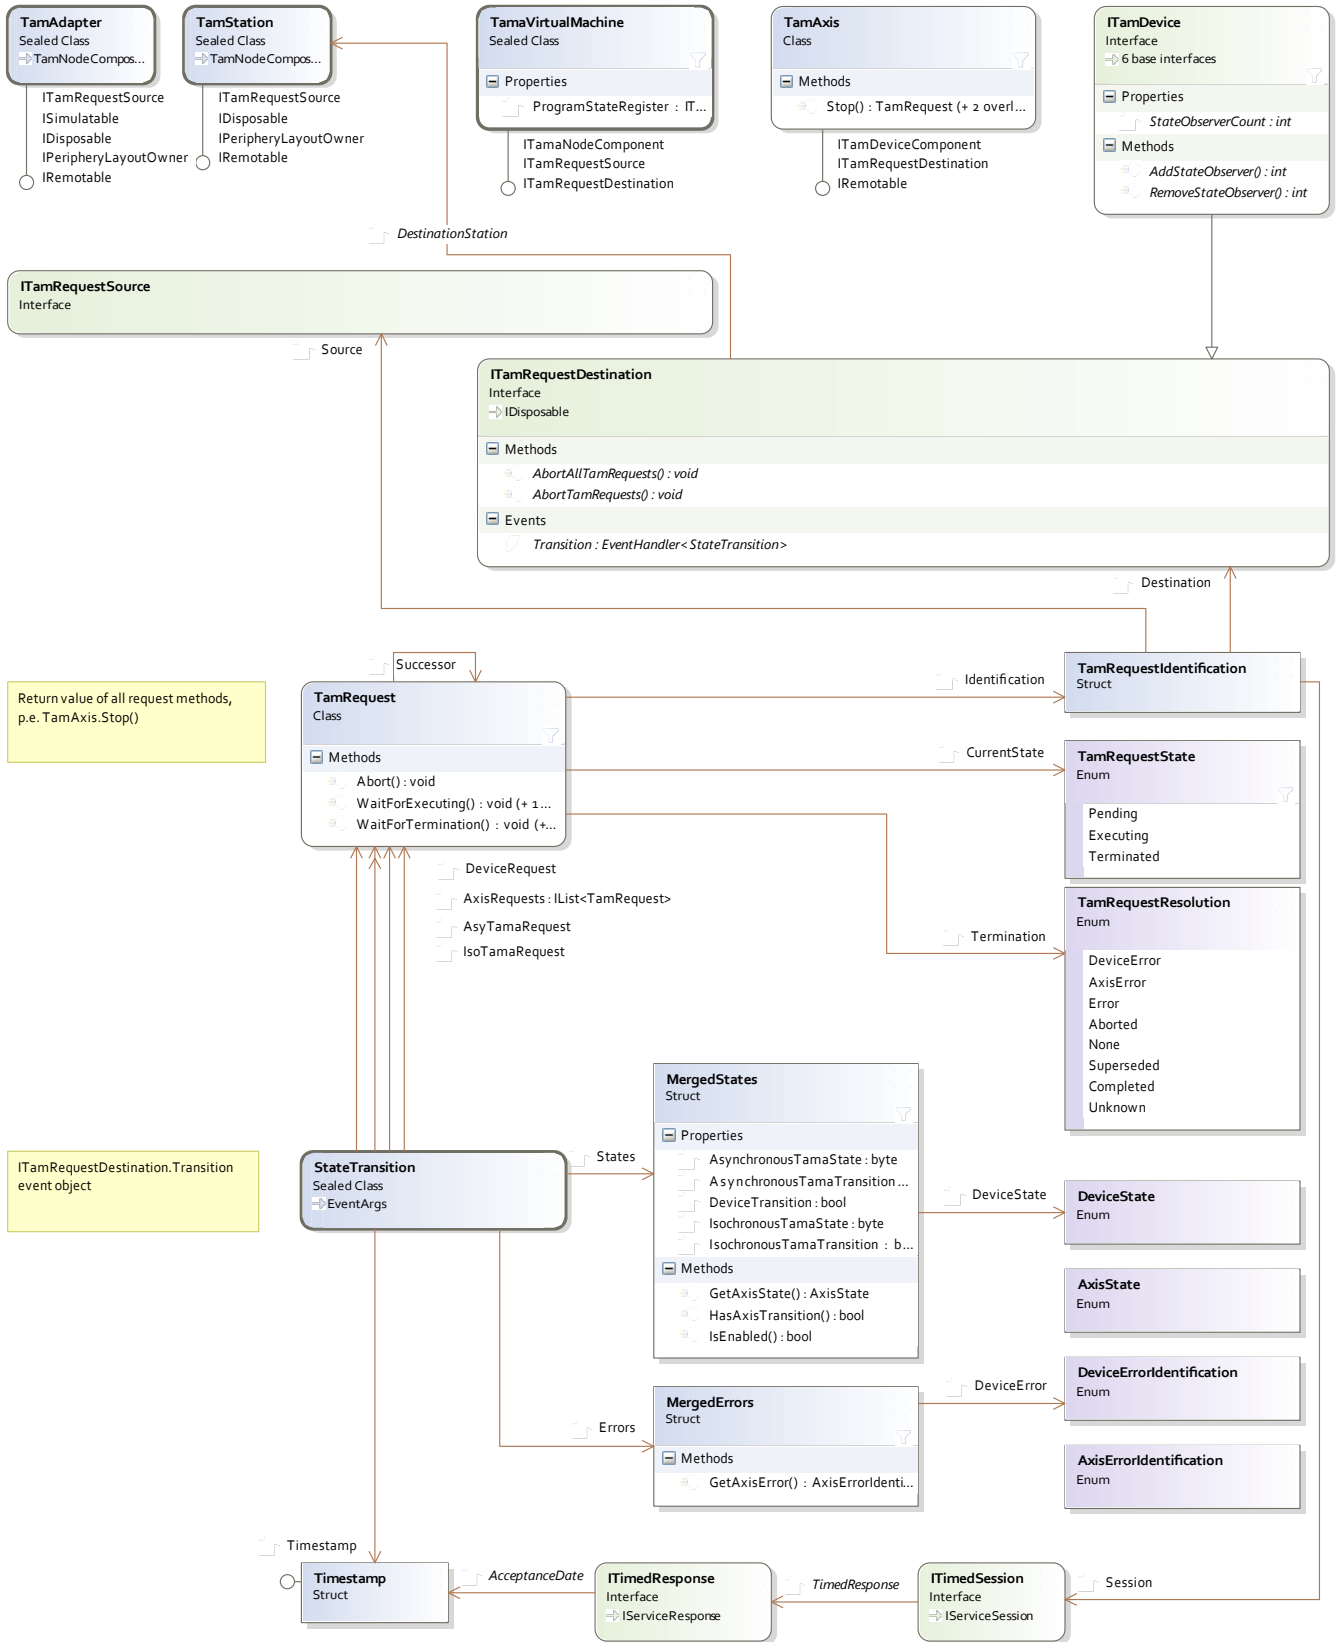 TamAdapter
Sealed Class
TamNodeCompos...
ITamRequestSource
ISimulatable
IDisposable
IPeripheryLayoutOwner
IRemotable
TamStation
Sealed Class
TamNodeCompos...
ITamRequestSource
IDisposable
IPeripheryLayoutOwner
IRemotable
TamaVirtualMachine
Sealed Class
Properties
ProgramStateRegister : IT...
ITamaNodeComponent
ITamRequestSource
ITamRequestDestination
TamAxis
Class
Methods
Stop() : TamRequest (+ 2 overl...
ITamDeviceComponent
ITamRequestDestination
IRemotable
ITamDevice
Interface
6 base interfaces
Properties
StateObserverCount : int
Methods
AddStateObserver() : int
RemoveStateObserver() : int
DestinationStation
ITamRequestSource
Interface
Source
ITamRequestDestination
Interface
IDisposable
Methods
AbortAllTamRequests() : void
AbortTamRequests() : void
Events
Transition : EventHandler<StateTransition>
Destination
Successor
Identification
TamRequestIdentification
Struct
Return value of all request methods,
p.e. TamAxis.Stop()
TamRequest
Class
Methods
Abort() : void
WaitForExecuting() : void (+ 1...
WaitForTermination() : void (+...
CurrentState
TamRequestState
Enum
Pending
Executing
Terminated
DeviceRequest
AxisRequests : IList<TamRequest>
AsyTamaRequest
IsoTamaRequest
Termination
TamRequestResolution
Enum
DeviceError
AxisError
Error
Aborted
None
Superseded
Completed
Unknown
ITamRequestDestination.Transition
event object
StateTransition
Sealed Class
EventArgs
States
MergedStates
Struct
Properties
AsynchronousTamaState : byte
AsynchronousTamaTransition ...
DeviceTransition : bool
IsochronousTamaState : byte
IsochronousTamaTransition : b...
Methods
GetAxisState() : AxisState
HasAxisTransition() : bool
IsEnabled() : bool
DeviceState
DeviceState
Enum
AxisState
Enum
Errors
MergedErrors
Struct
Methods
GetAxisError() : AxisErrorIdenti...
DeviceError
DeviceErrorIdentification
Enum
AxisErrorIdentification
Enum
Timestamp
Timestamp
Struct
AcceptanceDate
ITimedResponse
Interface
IServiceResponse
TimedResponse
ITimedSession
Interface
IServiceSession
Session